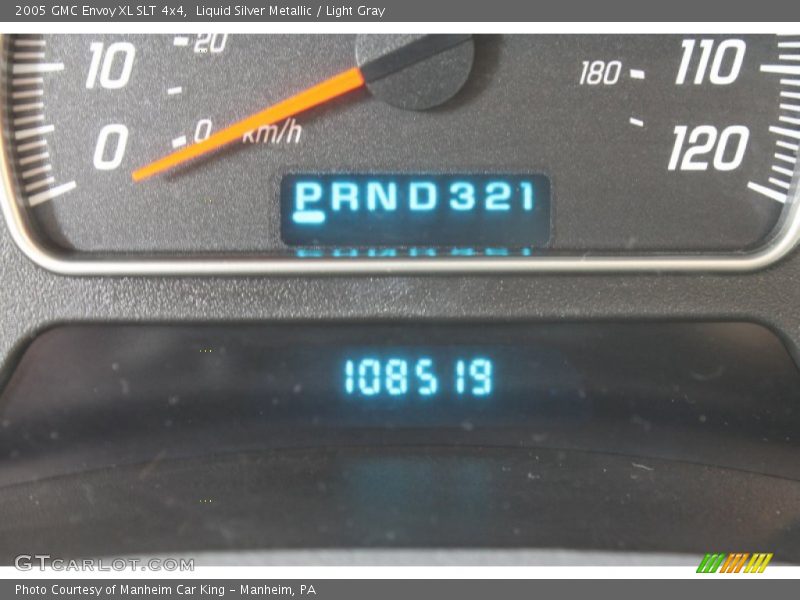 2005 GMC Envoy XL SLT 4x4,  Liquid Silver Metallic / Light Gray
20
10
0
0
km/h
180
110
120
PRND321
108519
GTCARLOT.COM
Photo Courtesy of Manheim Car King - Manheim, PA